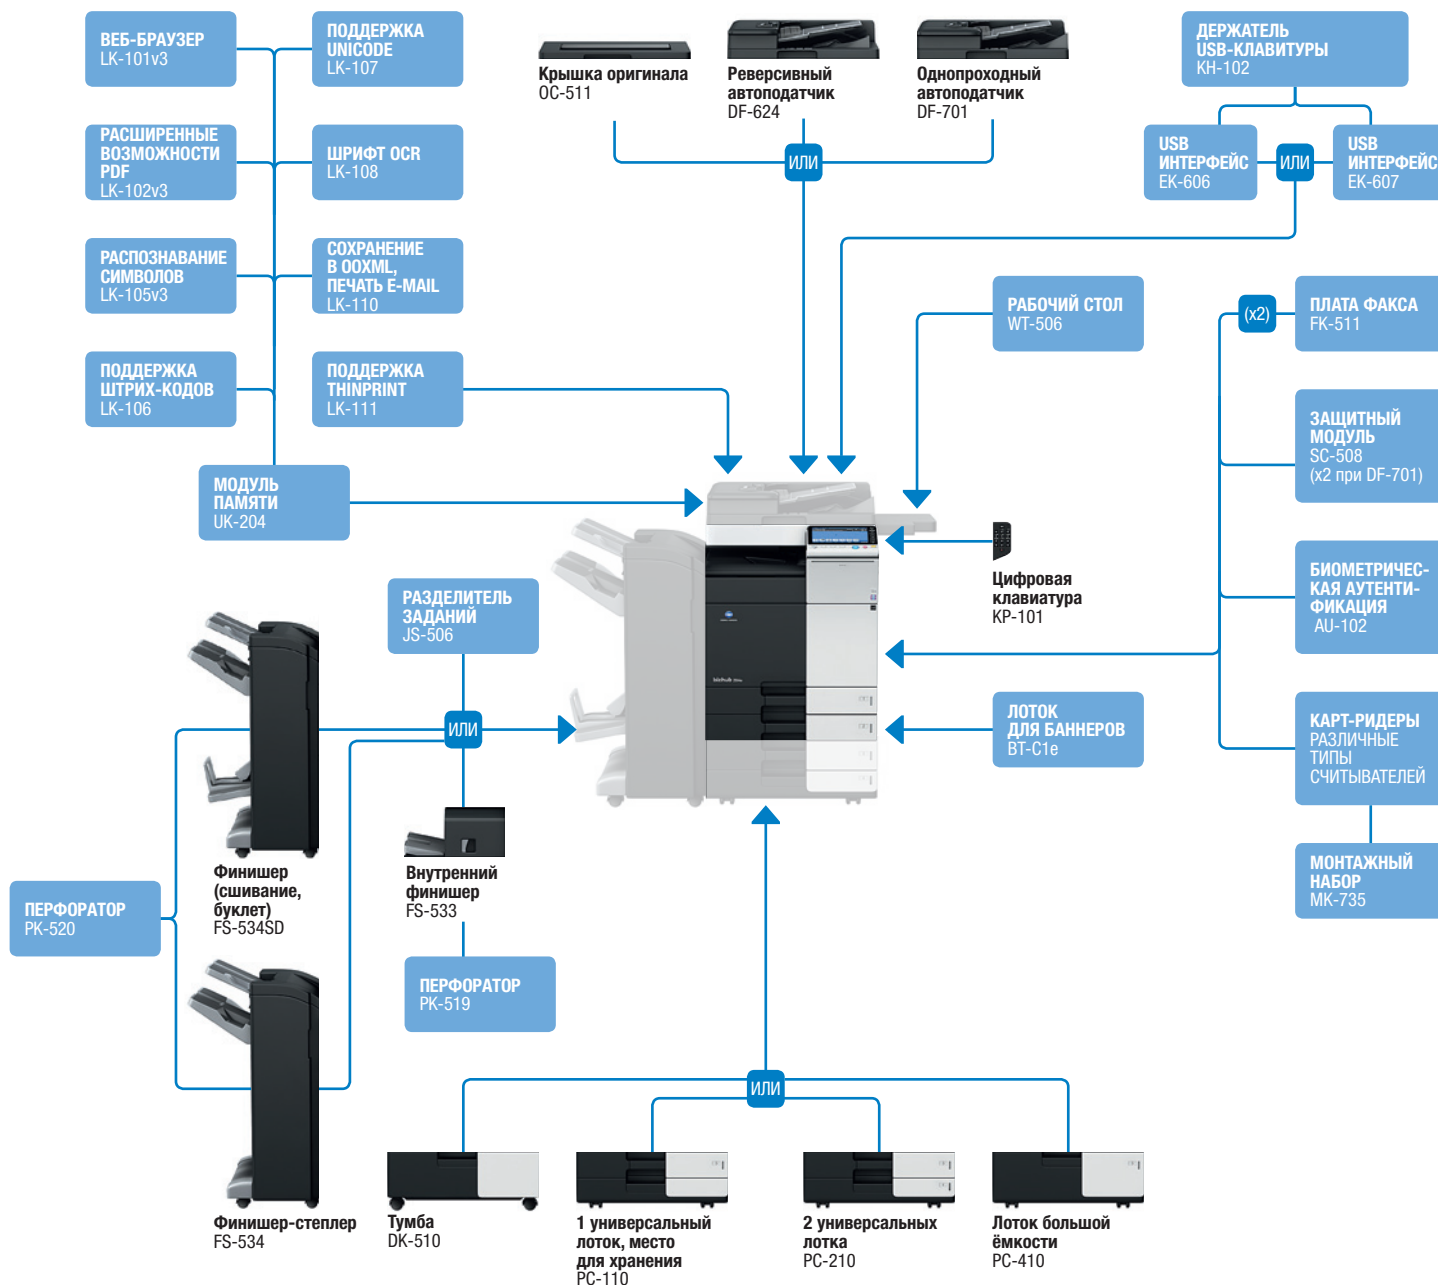 ВЕБ-БРАУЗЕР
LK-101v3
ПОДДЕРЖКА
UNICODE
LK-107
РАСШИРЕННЫЕ
ВОЗМОЖНОСТИ
PDF
LK-102v3
ШРИФТ OCR
LK-108
РАСПОЗНАВАНИЕ
СИМВОЛОВ
LK-105v3
СОХРАНЕНИЕ
В OOXML,
ПЕЧАТЬ E-MAIL
LK-110
ПОДДЕРЖКА
ШТРИХ-КОДОВ
LK-106
ПОДДЕРЖКА
THINPRINT
LK-111
МОДУЛЬ
ПАМЯТИ
UK-204
Крышка оригинала
OC-511
Реверсивный
автоподатчик
DF-624
Однопроходный
автоподатчик
DF-701
ИЛИ
ДЕРЖАТЕЛЬ
USB-КЛАВИТУРЫ
KH-102
USB
ИНТЕРФЕЙС
EK-606
ИЛИ
USB
ИНТЕРФЕЙС
EK-607
РАБОЧИЙ СТОЛ
WT-506
(x2)
ПЛАТА ФАКСА
FK-511
ЗАЩИТНЫЙ
МОДУЛЬ
SC-508
(x2 при DF-701)
БИОМЕТРИЧЕС-
КАЯ АУТЕНТИ-
ФИКАЦИЯ
AU-102
КАРТ-РИДЕРЫ
РАЗЛИЧНЫЕ
ТИПЫ
СЧИТЫВАТЕЛЕЙ
МОНТАЖНЫЙ
НАБОР
MK-735
Цифровая
клавиатура
KP-101
ЛОТОК
ДЛЯ БАННЕРОВ
BT-C1e
bizhub
РАЗДЕЛИТЕЛЬ
ЗАДАНИЙ
JS-506
ИЛИ
Внутренний
финишер
FS-533
ПЕРФОРАТОР
PK-519
Финишер
(сшивание,
буклет)
FS-534SD
ПЕРФОРАТОР
PK-520
Финишер-степлер
FS-534
ИЛИ
Тумба
DK-510
1 универсальный
лоток, место
для хранения
PC-110
2 универсальных
лотка
PC-210
Лоток большой
ёмкости
PC-410